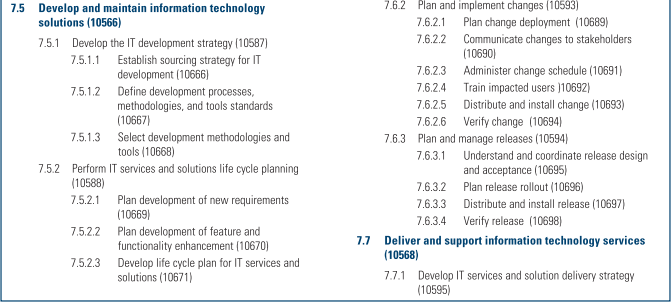 7.5 Develop and maintain information technology
solutions (10566)
7.5.1 Develop the IT development strategy (10587)
7.5.1.1 Establish sourcing strategy for IT
development (10666)
7.5.1.2 Define development processes,
methodologies, and tools standards
(10667)
7.5.1.3 Select development methodologies and
tools (10668)
7.5.2 Perform IT services and solutions life cycle planning
(10588)
7.5.2.1 Plan development of new requirements
(10669)
7.5.2.2 Plan development of feature and
functionality enhancement (10670)
7.5.2.3 Develop life cycle plan for IT services and
solutions (10671)
7.6.2 Plan and implement changes (10593)
7.6.2.1 Plan change deployment (10689)
7.6.2.2 Communicate changes to stakeholders
(10690)
7.6.2.3 Administer change schedule (10691)
7.6.2.4 Train impacted users )10692)
7.6.2.5 Distribute and install change (10693)
7.6.2.6 Verify change (10694)
7.6.3 Plan and manage releases (10594)
7.6.3.1 Understand and coordinate release design
and acceptance (10695)
7.6.3.2 Plan release rollout (10696)
7.6.3.3 Distribute and install release (10697)
7.6.3.4 Verify release (10698)
7.7 Deliver and support information technology services
(10568)
7.7.1 Develop IT services and solution delivery strategy
(10595)